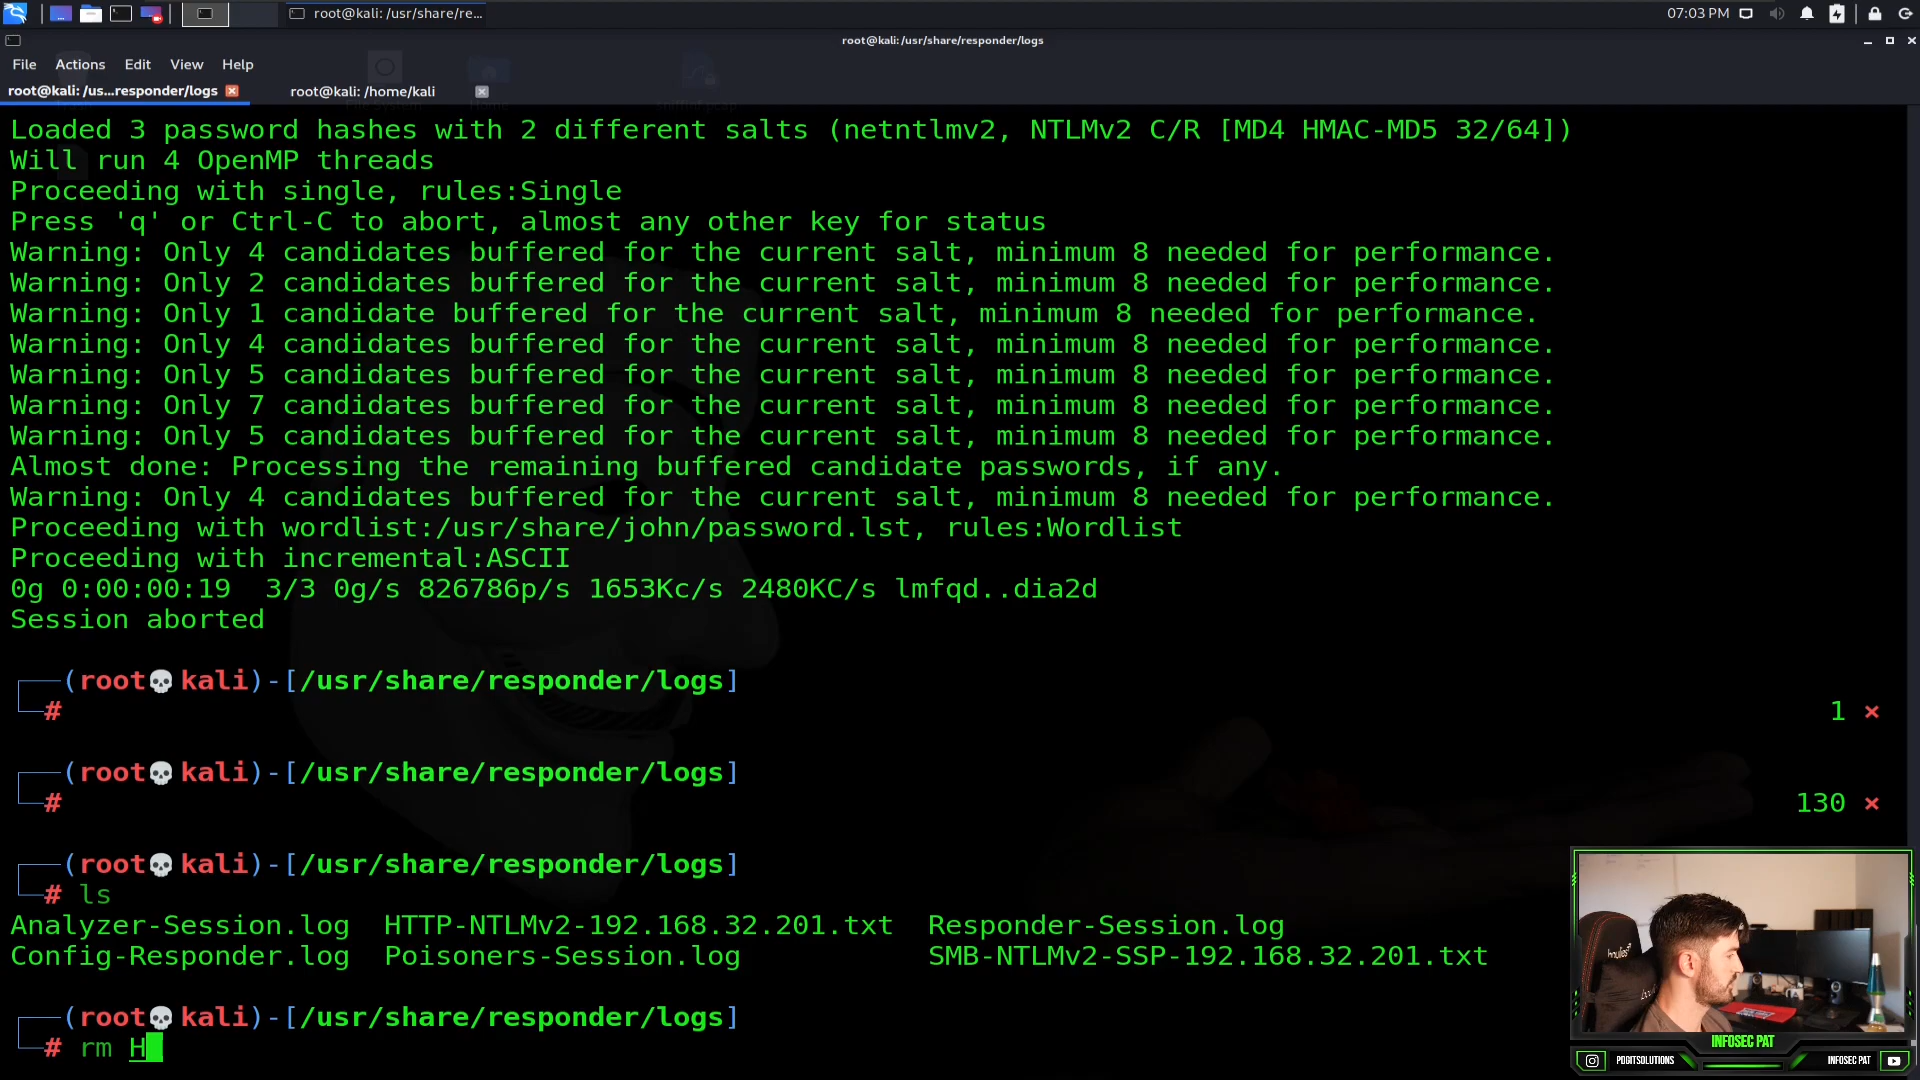 root@kali: /usr/share/re...
07:03 PM
root@kali:/usr/share/responder/logs
File Actions Edit View Help
root@kali: /us...responder/logs
root@kali: /home/kali
Loaded 3 password hashes with 2 different salts (netntlmv2, NTLMv2 C/R [MD4 HMAC-MD5 32/64])
Will run 4 OpenMP threads
Proceeding with single, rules:Single
Press 'q' or Ctrl-C to abort, almost any other key for status
Warning: Only 4 candidates buffered for the current salt, minimum 8 needed for performance.
Warning: Only 2 candidates buffered for the current salt, minimum 8 needed for performance.
Warning: Only 1 candidate buffered for the current salt, minimum 8 needed for performance.
Warning: Only 4 candidates buffered for the current salt, minimum 8 needed for performance.
Warning: Only 5 candidates buffered for the current salt, minimum 8 needed for performance.
Warning: Only 7 candidates buffered for the current salt, minimum 8 needed for performance.
Warning: Only 5 candidates buffered for the current salt, minimum 8 needed for performance.
Almost done: Processing the remaining buffered candidate passwords, if any.
Warning: Only 4 candidates buffered for the current salt, minimum 8 needed for performance.
Proceeding with wordlist:/usr/share/john/password.lst, rules:Wordlist
Proceeding with incremental:ASCII
0g 0:00:00:19  3/3 0g/s 826786p/s 1653Kc/s 2480KC/s lmfqd..dia2d
Session aborted
┌──(root💀kali)-[/usr/share/responder/logs]
└─# 1 ⨯
┌──(root💀kali)-[/usr/share/responder/logs]
└─# 130 ⨯
┌──(root💀kali)-[/usr/share/responder/logs]
└─# ls
Analyzer-Session.log  HTTP-NTLMv2-192.168.32.201.txt  Responder-Session.log
Config-Responder.log  Poisoners-Session.log  SMB-NTLMv2-SSP-192.168.32.201.txt
┌──(root💀kali)-[/usr/share/responder/logs]
└─# rm H
INFOSEC PAT
PDDITSOLUTIONS INFOSEC PAT